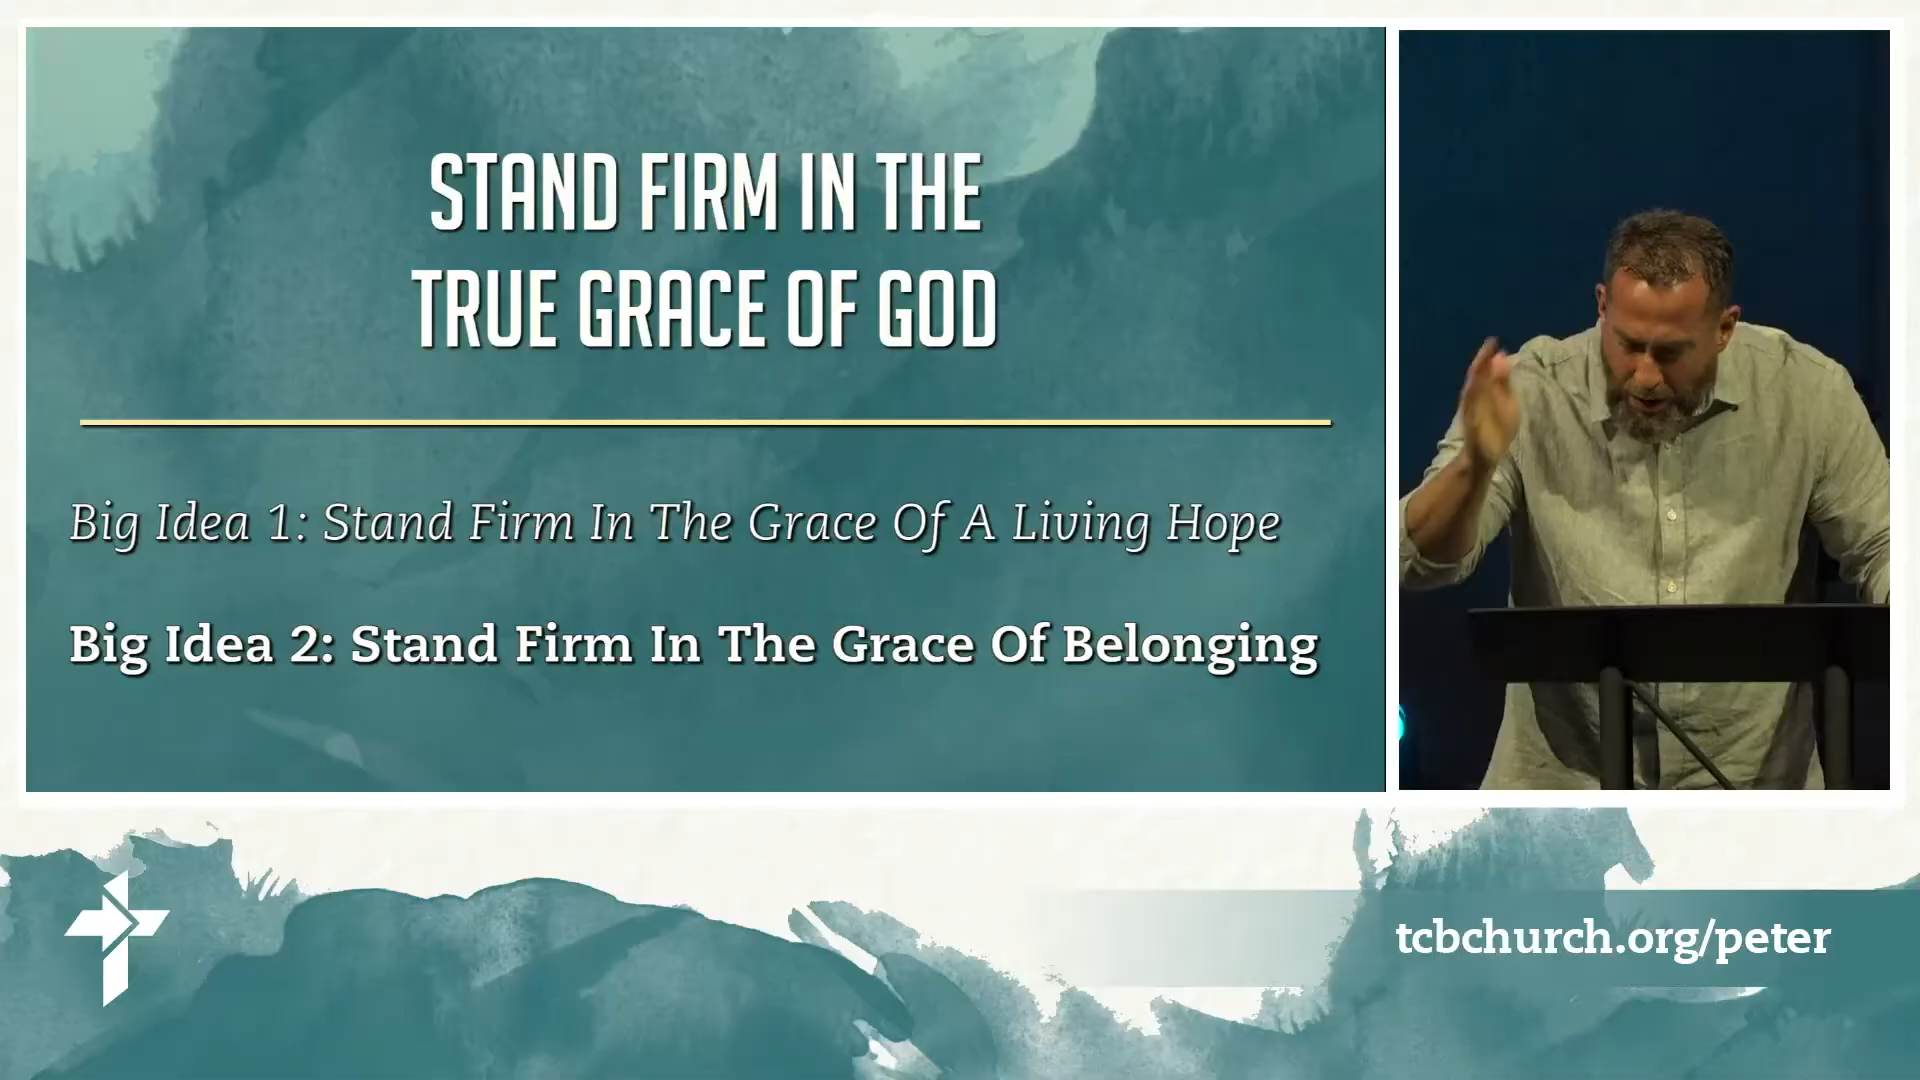 STAND FIRM IN THE
TRUE GRACE OF GOD
Big Idea 1: Stand Firm In The Grace Of A Living Hope
Big Idea 2: Stand Firm In The Grace Of Belonging
tcbchurch.org/peter